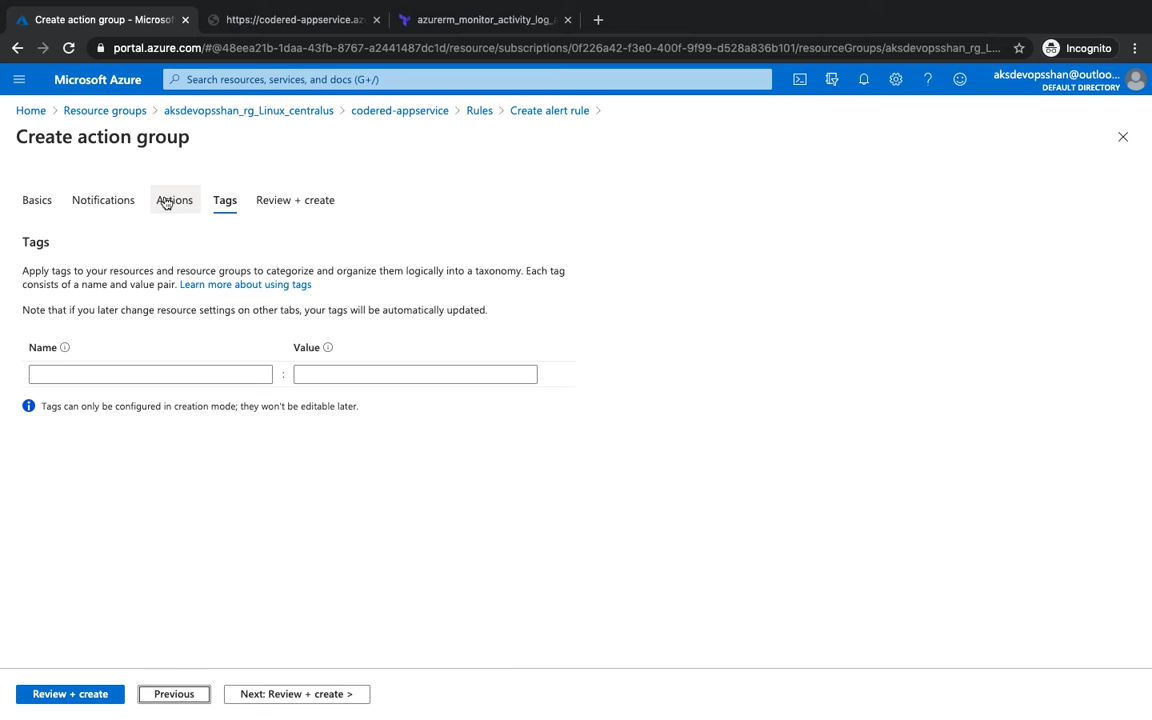 Create action group - Microsof
https://codered-appservice.az
azurerm_monitor_activity_log_
portal.azure.com/#@48eea21b-1daa-43fb-8767-a2441487dc1d/resource/subscriptions/0f226a42-f3e0-400f-9f99-d528a836b101/resourceGroups/aksdevopsshan_rg_L...
Incognito
Microsoft Azure
Search resources, services, and docs (G+/)
aksdevopsshan@outloo...
DEFAULT DIRECTORY
Home > Resource groups > aksdevopsshan_rg_Linux_centralus > codered-appservice > Rules > Create alert rule >
Create action group
Basics Notifications Actions Tags Review + create
Tags
Apply tags to your resources and resource groups to categorize and organize them logically into a taxonomy. Each tag
consists of a name and value pair. Learn more about using tags
Note that if you later change resource settings on other tabs, your tags will be automatically updated.
Name Value
:
Tags can only be configured in creation mode; they won't be editable later.
Review + create Previous Next: Review + create >